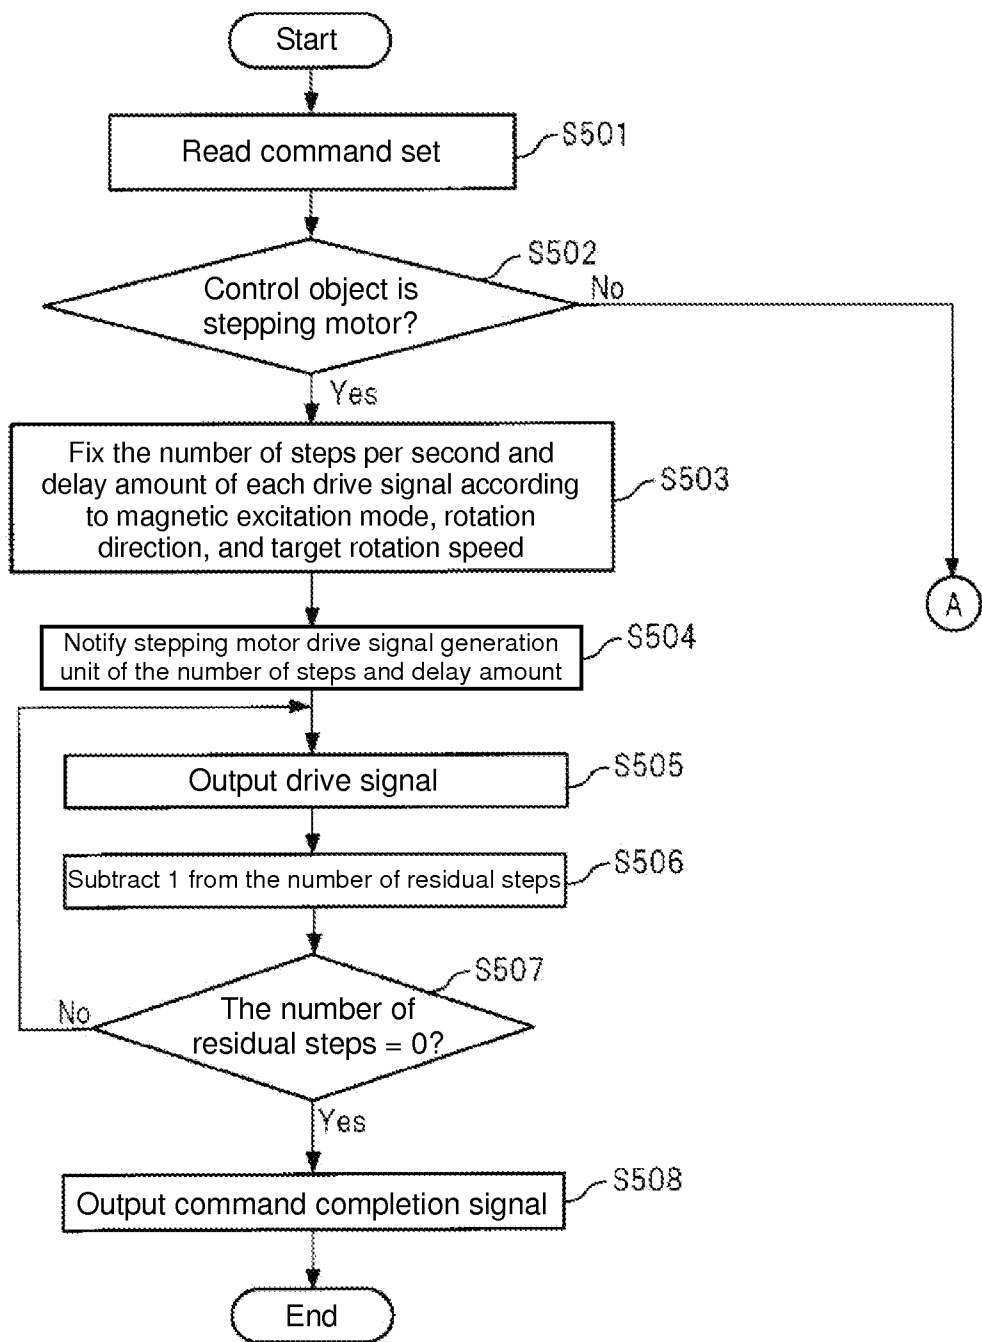 Start
Read command set
S501
S502
Control object is
stepping motor?
No
Yes
Fix the number of steps per second and
delay amount of each drive signal according
to magnetic excitation mode, rotation
direction, and target rotation speed
S503
A
Notify stepping motor drive signal generation
unit of the number of steps and delay amount
S504
Output drive signal
S505
Subtract 1 from the number of residual steps
S506
S507
The number of
residual steps = 0?
No
Yes
Output command completion signal
S508
End